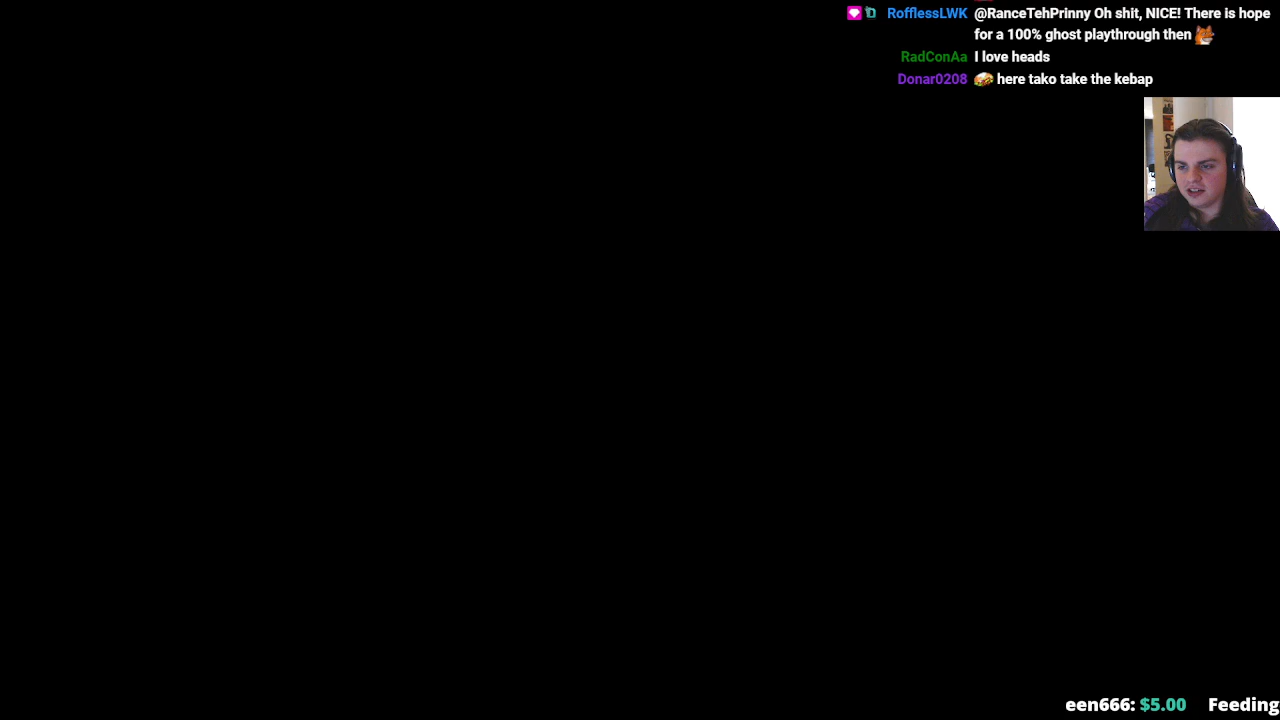 RofflessLWK @RanceTehPrinny Oh shit, NICE! There is hope
for a 100% ghost playthrough then
RadConAa I love heads
Donar0208 here tako take the kebap
een666: $5.00 Feeding